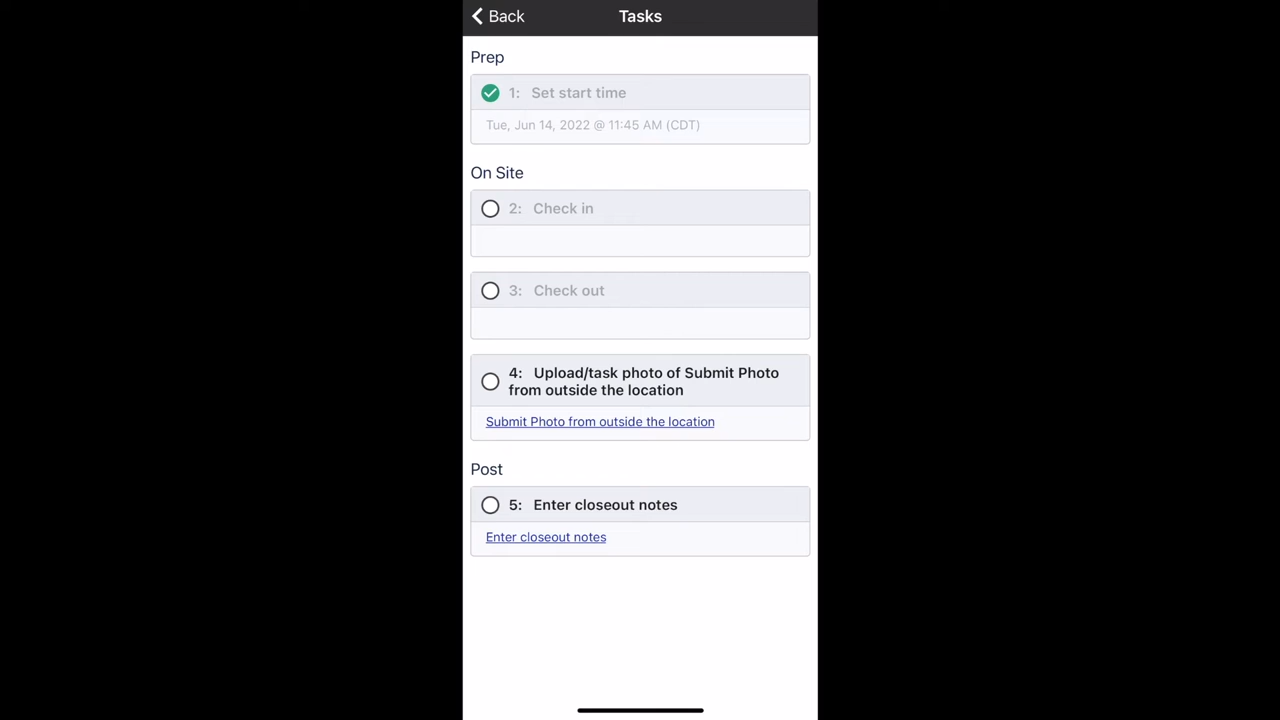 Back
Tasks
Prep
1: Set start time
Tue, Jun 14, 2022 @ 11:45 AM (CDT)
On Site
2: Check in
3: Check out
4: Upload/task photo of Submit Photo
from outside the location
Submit Photo from outside the location
Post
5: Enter closeout notes
Enter closeout notes